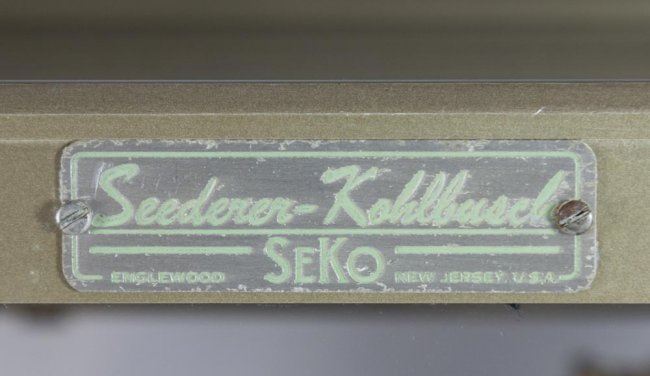 Seederer-Kohlbusch
SEKO
ENGLEWOOD NEW JERSEY, U.S.A.